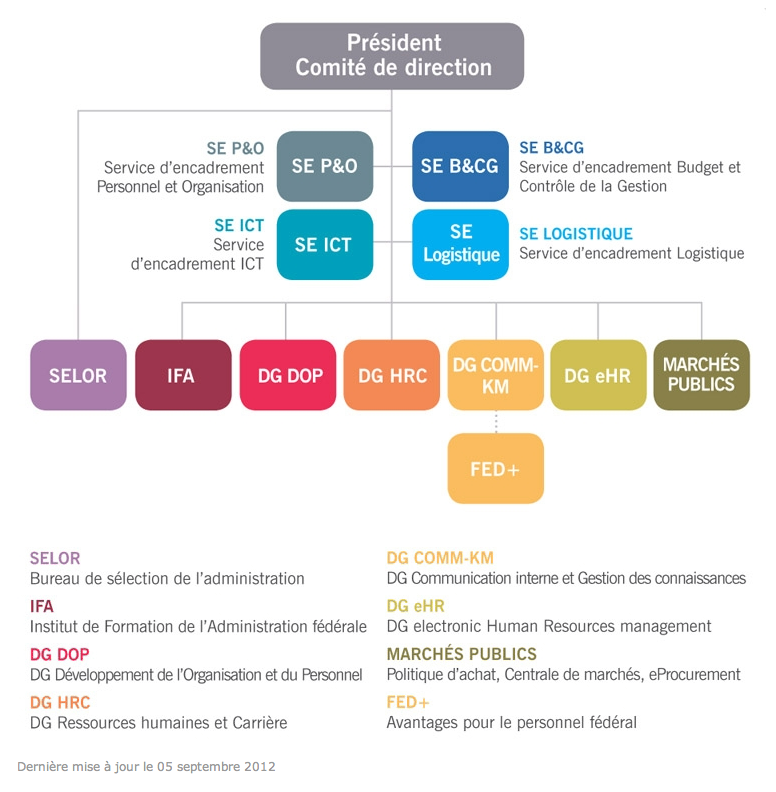 Président
Comité de direction
SE P&O
Service d'encadrement
Personnel et Organisation
SE P&O
SE B&CG
SE B&CG
Service d'encadrement Budget et
Contrôle de la Gestion
SE ICT
Service
d'encadrement ICT
SE ICT
SE
Logistique
SE LOGISTIQUE
Service d'encadrement Logistique
SELOR
IFA
DG DOP
DG HRC
DG COMM-
KM
DG eHR
MARCHÉS
PUBLICS
FED+
SELOR
Bureau de sélection de l'administration
IFA
Institut de Formation de l'Administration fédérale
DG DOP
DG Développement de l'Organisation et du Personnel
DG HRC
DG Ressources humaines et Carrière
DG COMM-KM
DG Communication interne et Gestion des connaissances
DG eHR
DG electronic Human Resources management
MARCHÉS PUBLICS
Politique d'achat, Centrale de marchés, eProcurement
FED+
Avantages pour le personnel fédéral
Dernière mise à jour le 05 septembre 2012